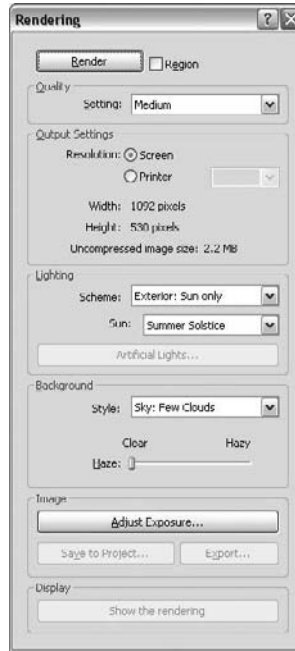 Rendering
Render Region
Quality
Setting: Medium
Output Settings
Resolution: Screen
Printer
Width: 1092 pixels
Height: 530 pixels
Uncompressed image size: 2.2 MB
Lighting
Scheme: Exterior: Sun only
Sun: Summer Solstice
Artificial Lights...
Background
Style: Sky: Few Clouds
Clear Hazy
Haze:
Image
Adjust Exposure...
Save to Project... Export...
Display
Show the rendering